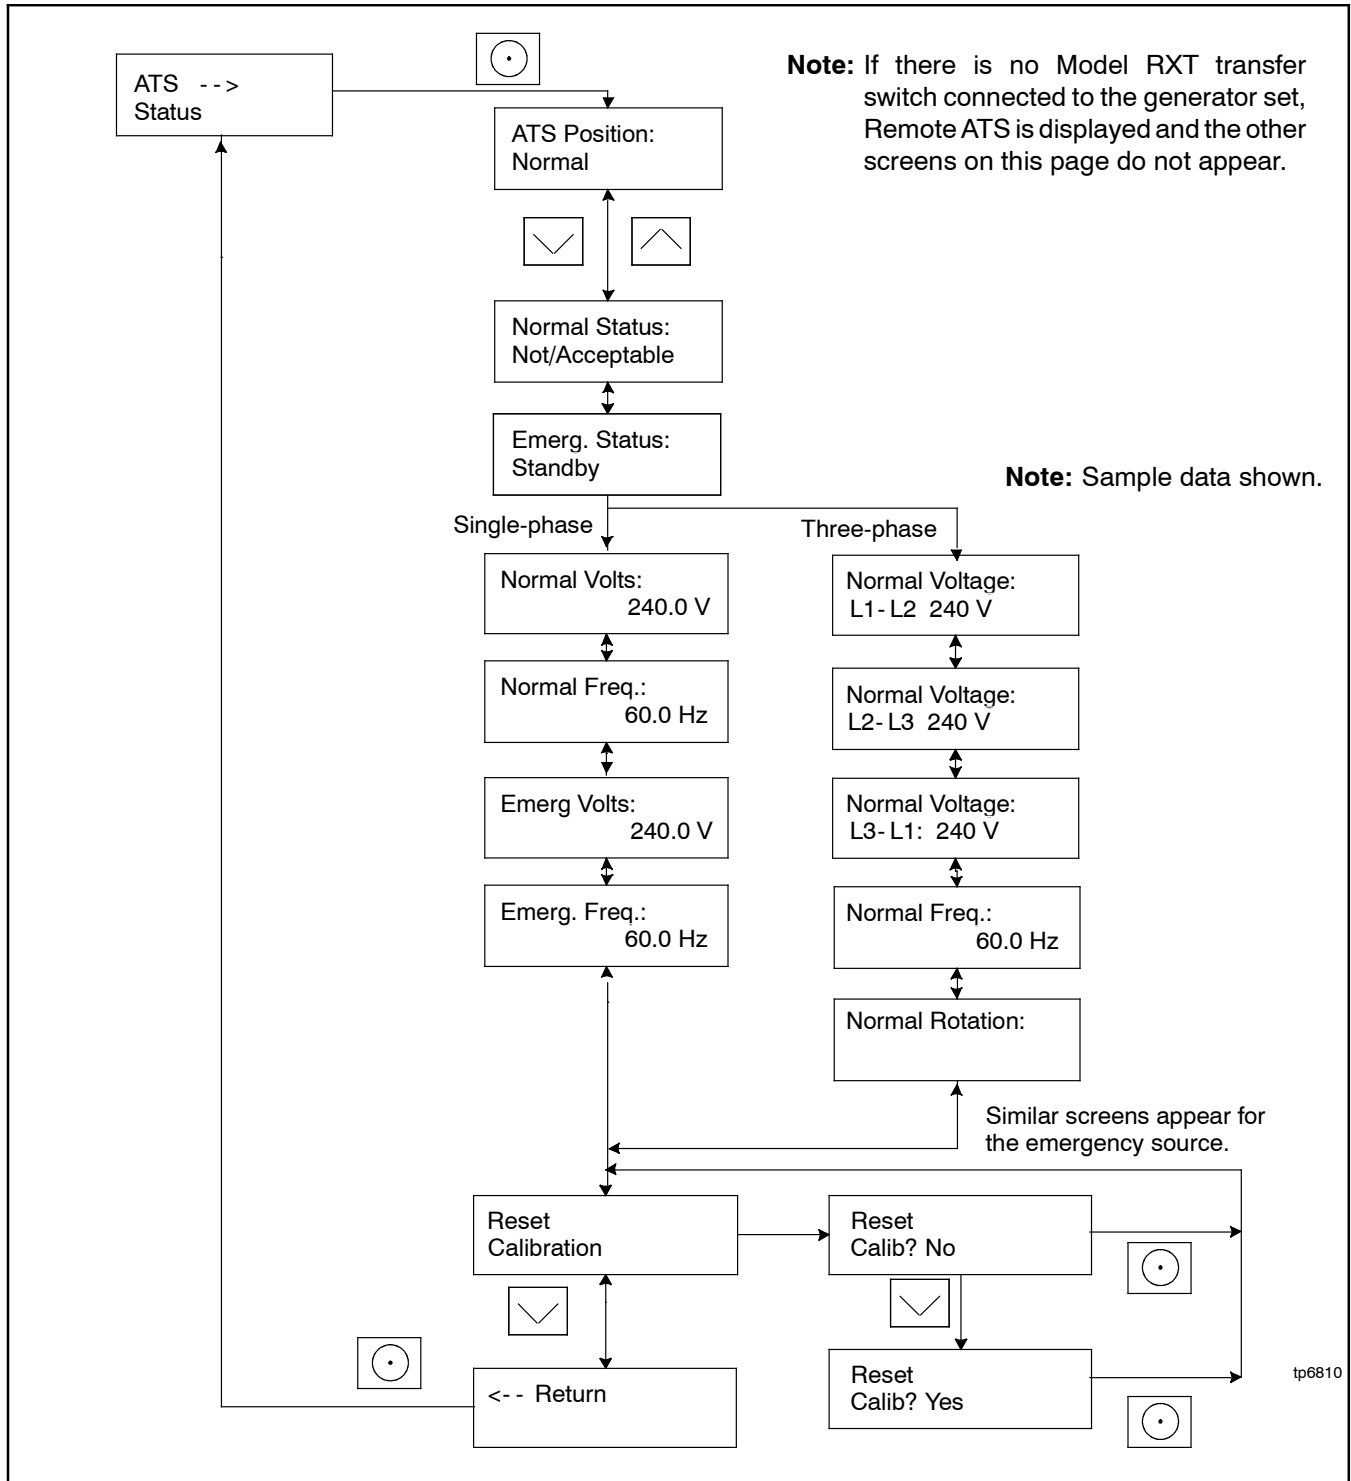 ATS -->
Status
Note: If there is no Model RXT transfer
switch connected to the generator set,
Remote ATS is displayed and the other
screens on this page do not appear.
ATS Position:
Normal
Normal Status:
Not/Acceptable
Emerg. Status:
Standby
Note: Sample data shown.
Single-phase
Three-phase
Normal Volts:
240.0 V
Normal Freq.:
60.0 Hz
Emerg Volts:
240.0 V
Emerg. Freq.:
60.0 Hz
Normal Voltage:
L1-L2 240 V
Normal Voltage:
L2-L3 240 V
Normal Voltage:
L3-L1: 240 V
Normal Freq.:
60.0 Hz
Normal Rotation:
Similar screens appear for
the emergency source.
Reset
Calibration
Reset
Calib? No
<-- Return
Reset
Calib? Yes
tp6810